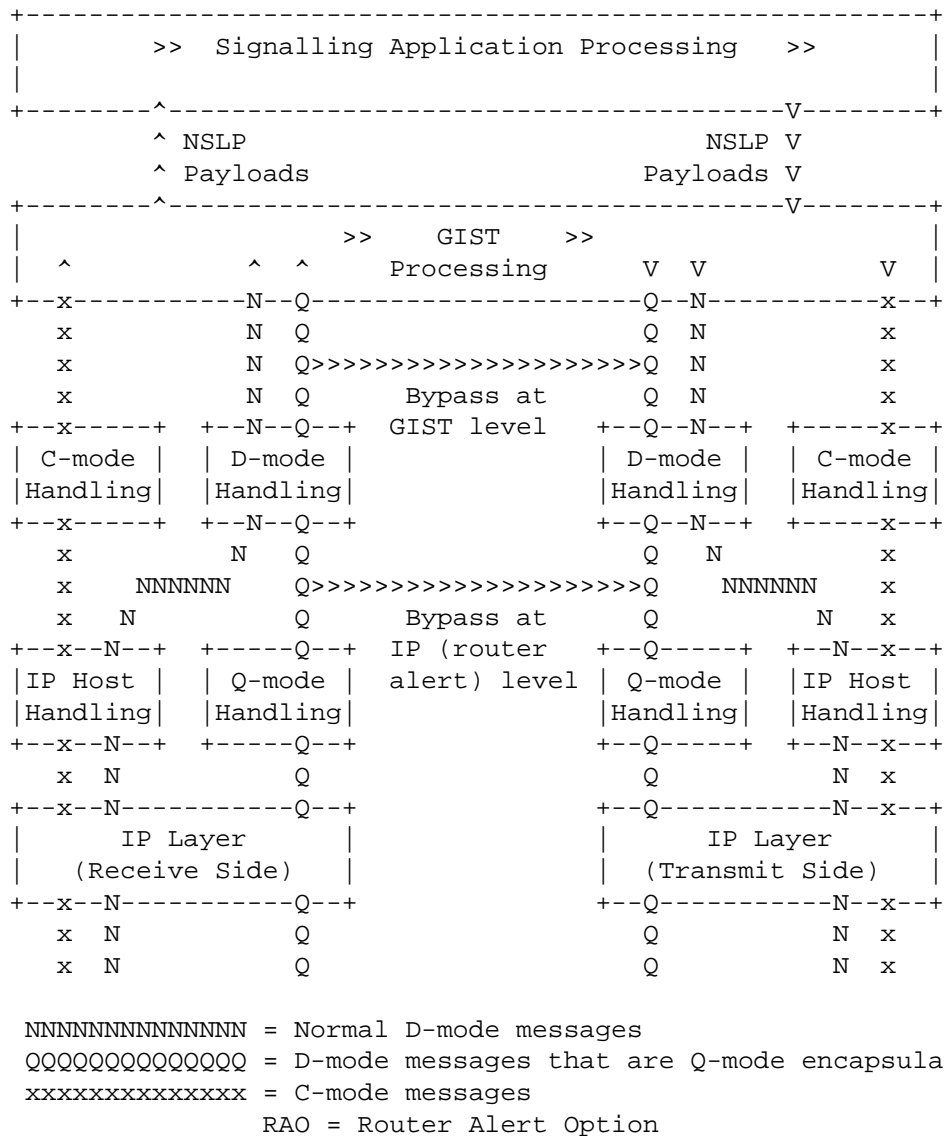 +----------------------------------------------------------+
|        >>  Signalling Application Processing   >>       |
|                                                          |
+--------^---------------------------------------V--------+
         ^ NSLP                             NSLP V
         ^ Payloads                     Payloads V
+--------^---------------------------------------V--------+
|                    >>    GIST    >>                     |
|  ^           ^  ^     Processing      V  V           V  |
+--x-----------N--Q---------------------Q--N-----------x--+
   x           N  Q                     Q  N           x
   x           N  Q>>>>>>>>>>>>>>>>>>>>>Q  N           x
   x           N  Q      Bypass at      Q  N           x
+--x-----+  +--N--Q--+  GIST level   +--Q--N--+  +-----x--+
| C-mode |  | D-mode |               | D-mode |  | C-mode |
|Handling|  |Handling|               |Handling|  |Handling|
+--x-----+  +--N--Q--+               +--Q--N--+  +-----x--+
   x          N   Q                     Q   N          x
   x    NNNNNN    Q>>>>>>>>>>>>>>>>>>>>>Q    NNNNNN    x
   x   N          Q      Bypass at      Q          N   x
+--x--N--+  +-----Q--+  IP (router   +--Q-----+  +--N--x--+
|IP Host |  | Q-mode |  alert) level | Q-mode |  |IP Host |
|Handling|  |Handling|               |Handling|  |Handling|
+--x--N--+  +-----Q--+               +--Q-----+  +--N--x--+
   x  N           Q                     Q           N  x
+--x--N-----------Q--+               +--Q-----------N--x--+
|      IP Layer      |               |      IP Layer      |
|   (Receive Side)   |               |  (Transmit Side)   |
+--x--N-----------Q--+               +--Q-----------N--x--+
   x  N           Q                     Q           N  x
   x  N           Q                     Q           N  x
NNNNNNNNNNNNNN = Normal D-mode messages
QQQQQQQQQQQQQQ = D-mode messages that are Q-mode encapsula
xxxxxxxxxxxxxx = C-mode messages
RAO = Router Alert Option